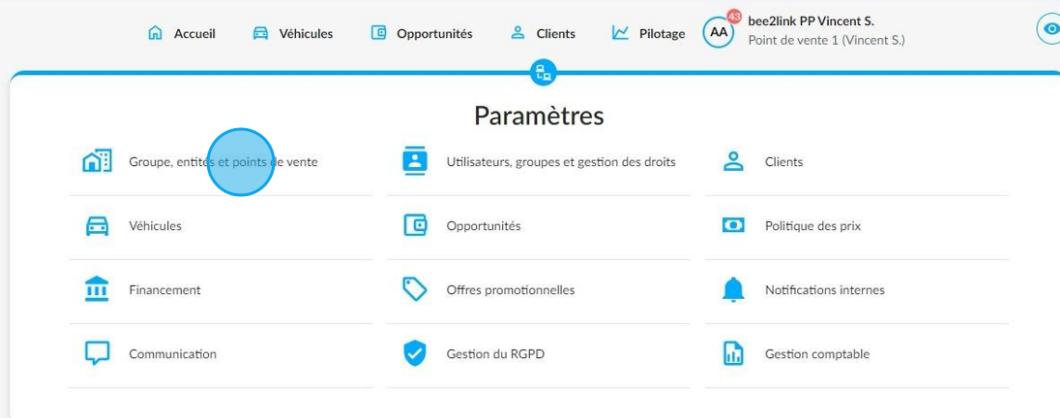 Accueil
Véhicules
Opportunités
Clients
Pilotage
AA
43
bee2link PP Vincent S.
Point de vente 1 (Vincent S.)
Paramètres
Groupe, entités et points de vente
Utilisateurs, groupes et gestion des droits
Clients
Véhicules
Opportunités
Politique des prix
Financement
Offres promotionnelles
Notifications internes
Communication
Gestion du RGPD
Gestion comptable